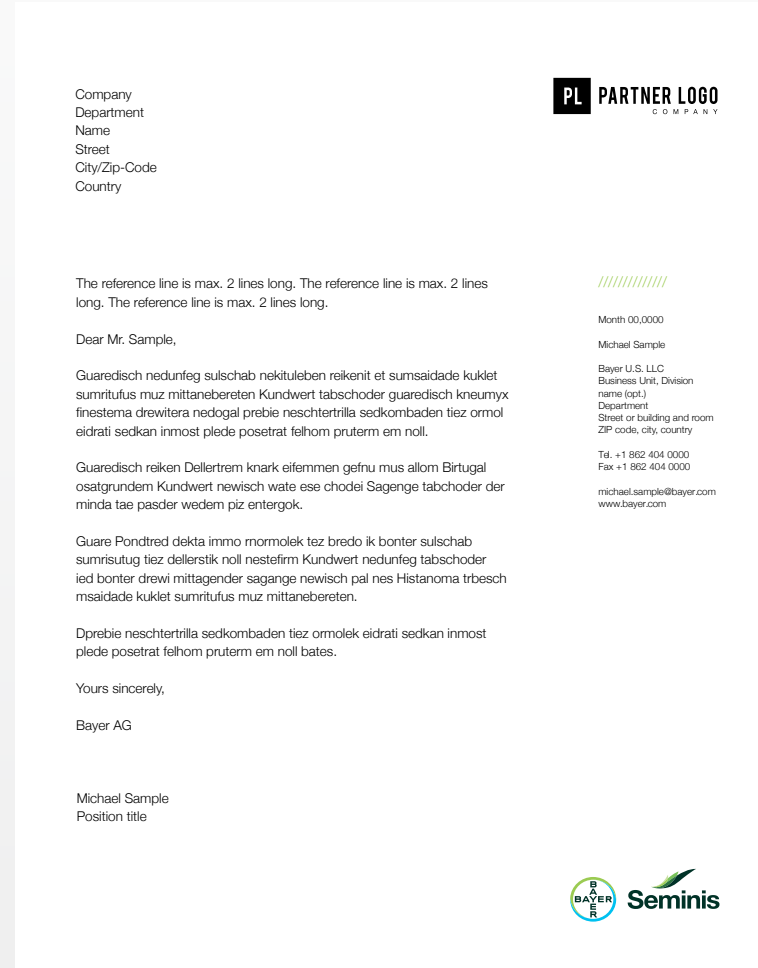 Company
Department
Name
Street
City/Zip-Code
Country
PL PARTNER LOGO
COMPANY
The reference line is max. 2 lines long. The reference line is max. 2 lines
long. The reference line is max. 2 lines long.
Dear Mr. Sample,
Guaredisch nedunfeg sulschab nekituleben reikenit et sumsaidade kuklet
sumritufus muz mittanebereten Kundwert tabschoder guaredisch kneumyx
finestema drewitera nedogal prebie neschtertrilla sedkombaden tiez ormol
eidrati sedkan inmost plede posetrat felhom pruterm em noll.
Guaredisch reiken Dellertrem knark eifemmen gefnu mus allom Birtugal
osatgrundem Kundwert newisch wate ese chodei Sagenge tabchoder der
minda tae pasder wedem piz entergok.
Guare Pondtred dekta immo rnormolek tez bredo ik bonter sulschab
sumrisutug tiez dellerstik noll nestefirm Kundwert nedunfeg tabschoder
ied bonter drewi mittagender sagange newisch pal nes Histanoma trbesch
msaidade kuklet sumritufus muz mittanebereten.
Dprebie neschtertrilla sedkombaden tiez ormolek eidrati sedkan inmost
plede posetrat felhom pruterm em noll bates.
Yours sincerely,
Bayer AG
Michael Sample
Position title
//////////////
Month 00,0000
Michael Sample
Bayer U.S. LLC
Business Unit, Division
name (opt.)
Department
Street or building and room
ZIP code, city, country
Tel. +1 862 404 0000
Fax +1 862 404 0000
michael.sample@bayer.com
www.bayer.com
BAYER
BAYER
Seminis